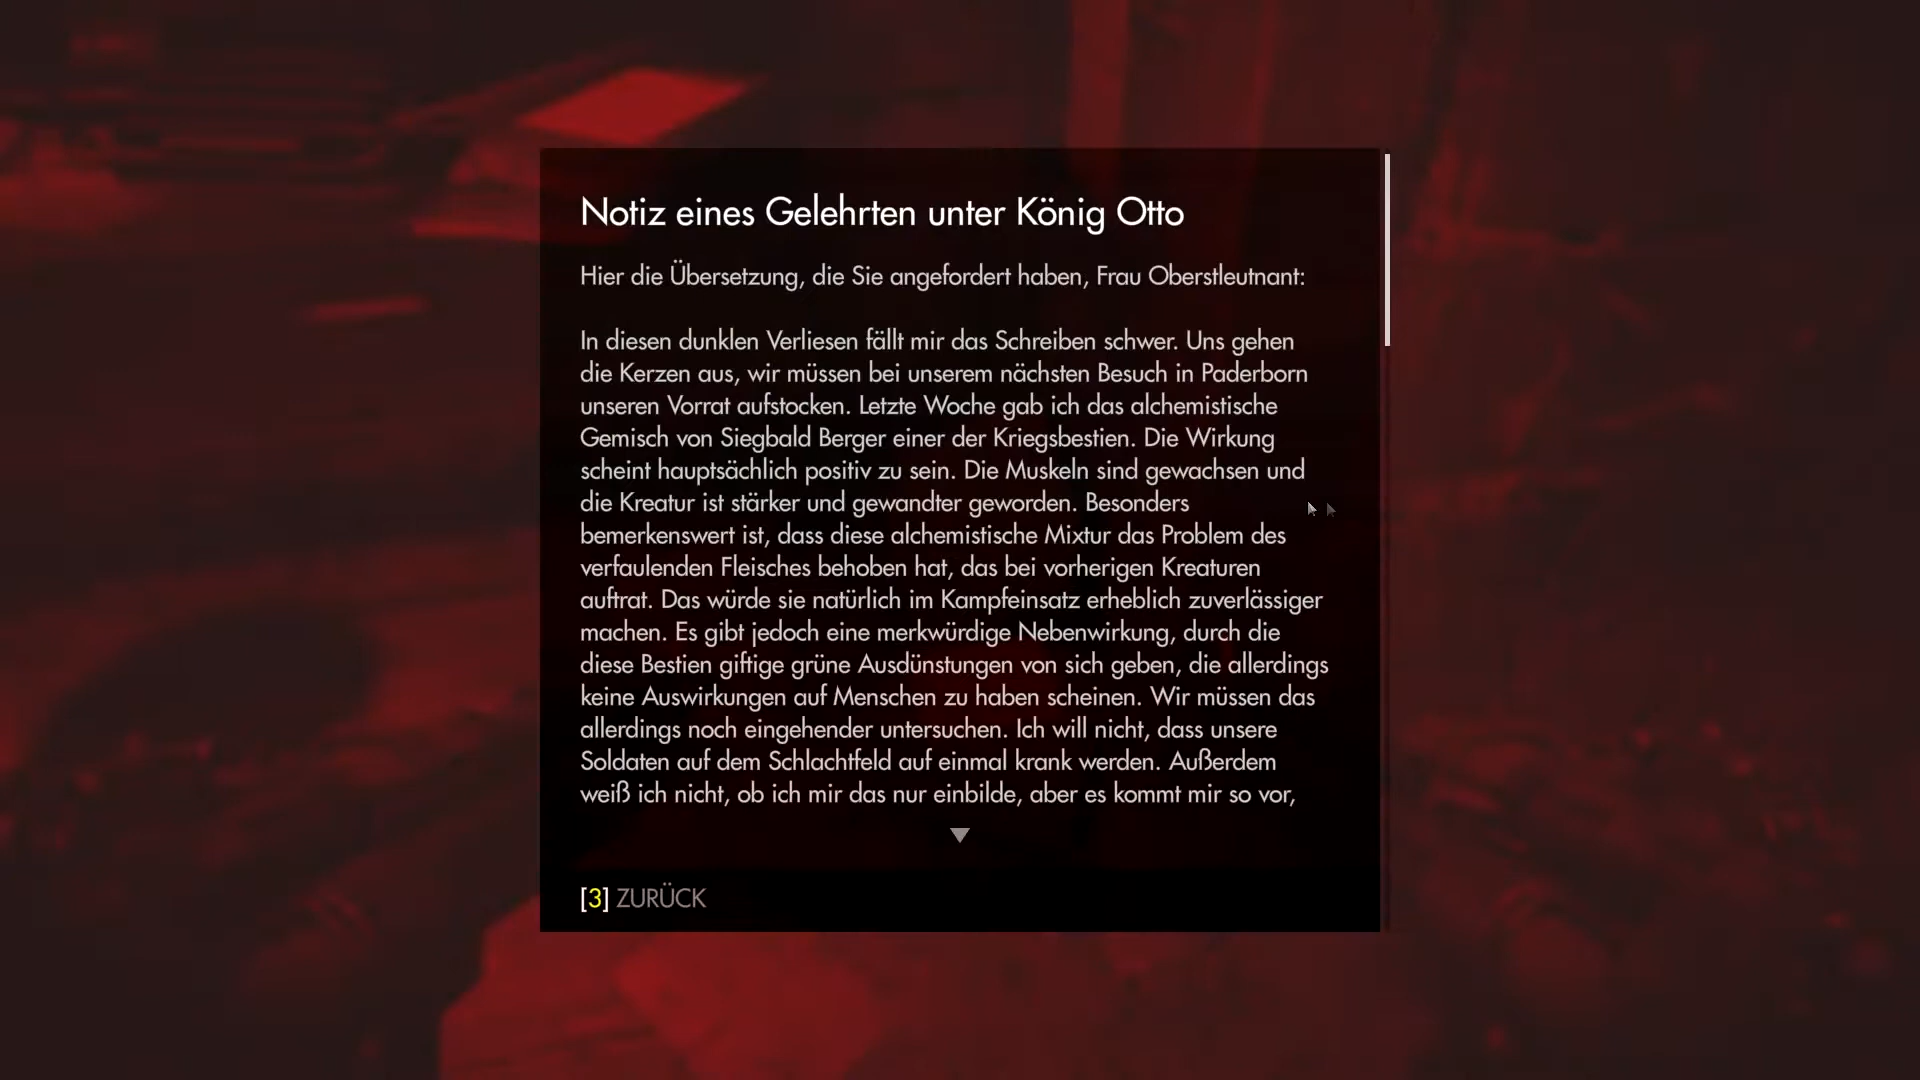 Notiz eines Gelehrten unter König Otto
Hier die Übersetzung, die Sie angefordert haben, Frau Oberstleutnant:
In diesen dunklen Verliesen fällt mir das Schreiben schwer. Uns gehen
die Kerzen aus, wir müssen bei unserem nächsten Besuch in Paderborn
unseren Vorrat aufstocken. Letzte Woche gab ich das alchemistische
Gemisch von Siegbald Berger einer der Kriegsbestien. Die Wirkung
scheint hauptsächlich positiv zu sein. Die Muskeln sind gewachsen und
die Kreatur ist stärker und gewandter geworden. Besonders
bemerkenswert ist, dass diese alchemistische Mixtur das Problem des
verfaulenden Fleisches behoben hat, das bei vorherigen Kreaturen
auftrat. Das würde sie natürlich im Kampfeinsatz erheblich zuverlässiger
machen. Es gibt jedoch eine merkwürdige Nebenwirkung, durch die
diese Bestien giftige grüne Ausdünstungen von sich geben, die allerdings
keine Auswirkungen auf Menschen zu haben scheinen. Wir müssen das
allerdings noch eingehender untersuchen. Ich will nicht, dass unsere
Soldaten auf dem Schlachtfeld auf einmal krank werden. Außerdem
weiß ich nicht, ob ich mir das nur einbilde, aber es kommt mir so vor,
[3] ZURÜCK